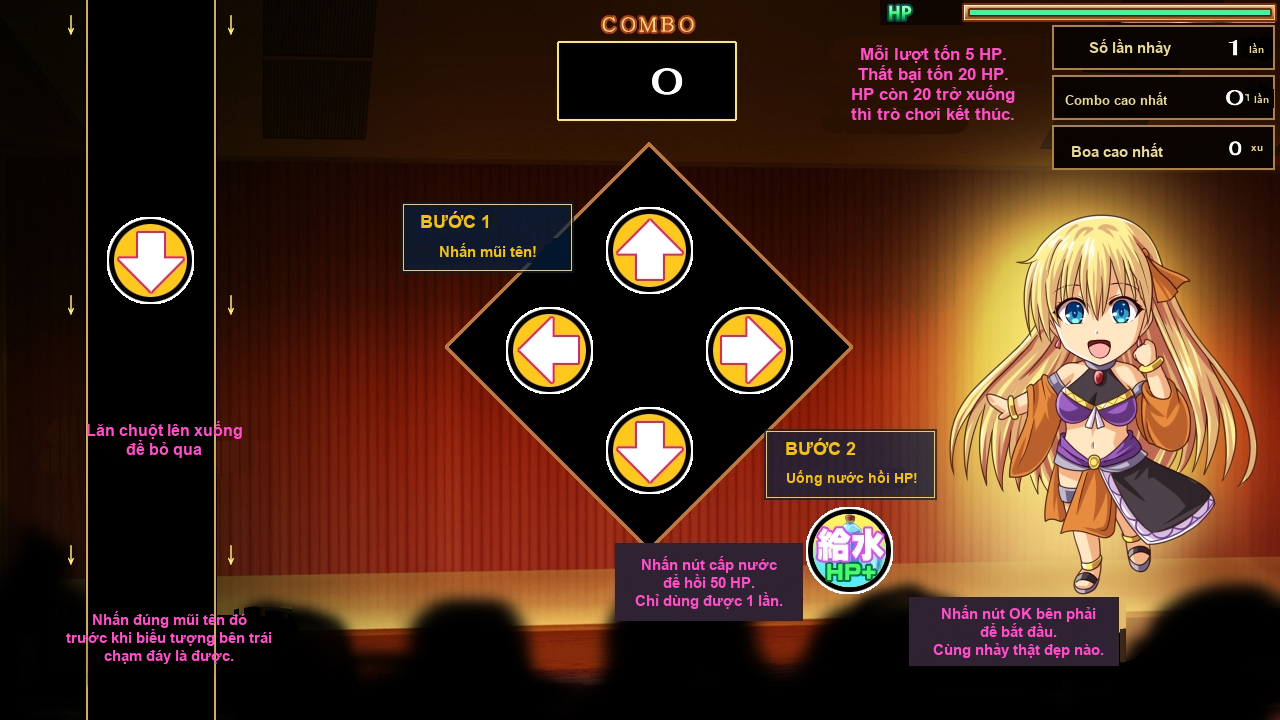 COMBO
0
HP
Mỗi lượt tốn 5 HP.
Thất bại tốn 20 HP.
HP còn 20 trở xuống
thì trò chơi kết thúc.
Số lần nhảy 1 lần
Combo cao nhất 0 lần
Boa cao nhất 0 xu
BƯỚC 1
Nhấn mũi tên!
Lăn chuột lên xuống
để bỏ qua
BƯỚC 2
Uống nước hồi HP!
給水
HP+
Nhấn nút cấp nước
để hồi 50 HP.
Chỉ dùng được 1 lần.
Nhấn đúng mũi tên đó
trước khi biểu tượng bên trái
chạm đáy là được.
Nhấn nút OK bên phải
để bắt đầu.
Cùng nhảy thật đẹp nào.